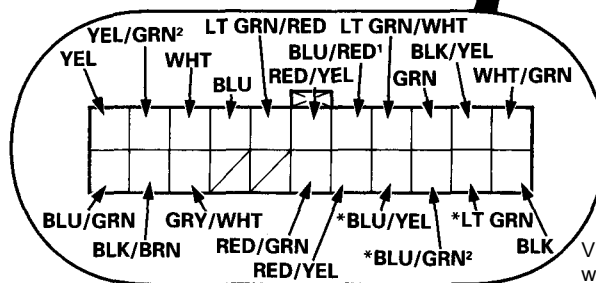 YEL/GRN²
LT GRN/RED
LT GRN/WHT
YEL
WHT
BLU/RED¹
BLK/YEL
BLU
RED/YEL
GRN
WHT/GRN
BLU/GRN
GRY/WHT
*BLU/YEL
*LT GRN
BLK/BRN
RED/GRN
*BLU/GRN²
BLK
RED/YEL
V
w